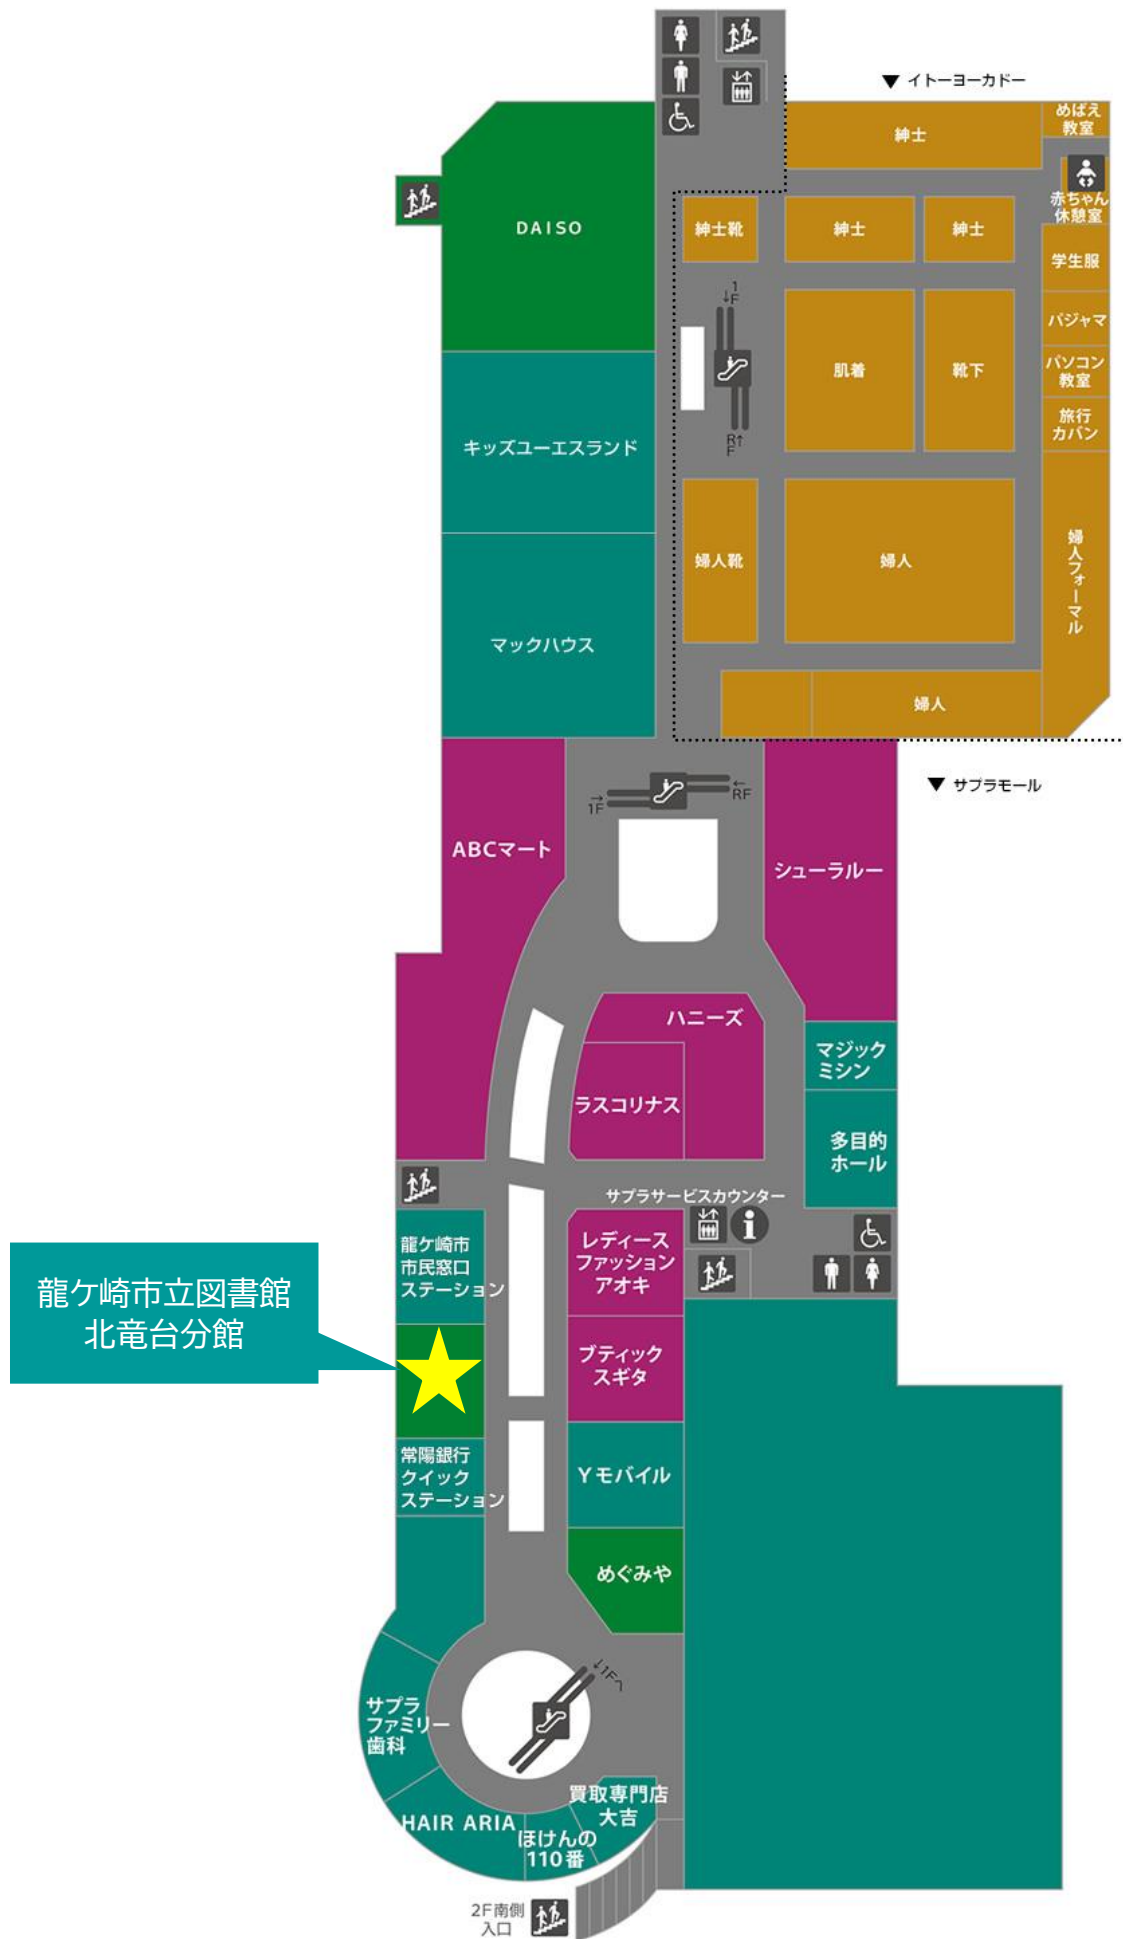 ▼ イトーヨーカドー
めばえ
教室
紳士
赤ちゃん
休憩室
DAISO
紳士靴
紳士
紳士
学生服
1
↓F
パジャマ
肌着
靴下
パソコン
教室
旅行
カバン
R↑
F
キッズユーエスランド
婦人靴
婦人
婦人フォーマル
マックハウス
婦人
▼ サプラモール
→
1F
←
RF
ABCマート
シューラルー
ハニーズ
マジック
ミシン
ラスコリナス
多目的
ホール
サプラサービスカウンター
龍ケ崎市
市民窓口
ステーション
レディース
ファッション
アオキ
龍ケ崎市立図書館
北竜台分館
ブティック
スギタ
常陽銀行
クイック
ステーション
Yモバイル
めぐみや
↓1Fへ
サプラ
ファミリー
歯科
買取専門店
大吉
HAIR ARIA
ほけんの
110番
2F南側
入口